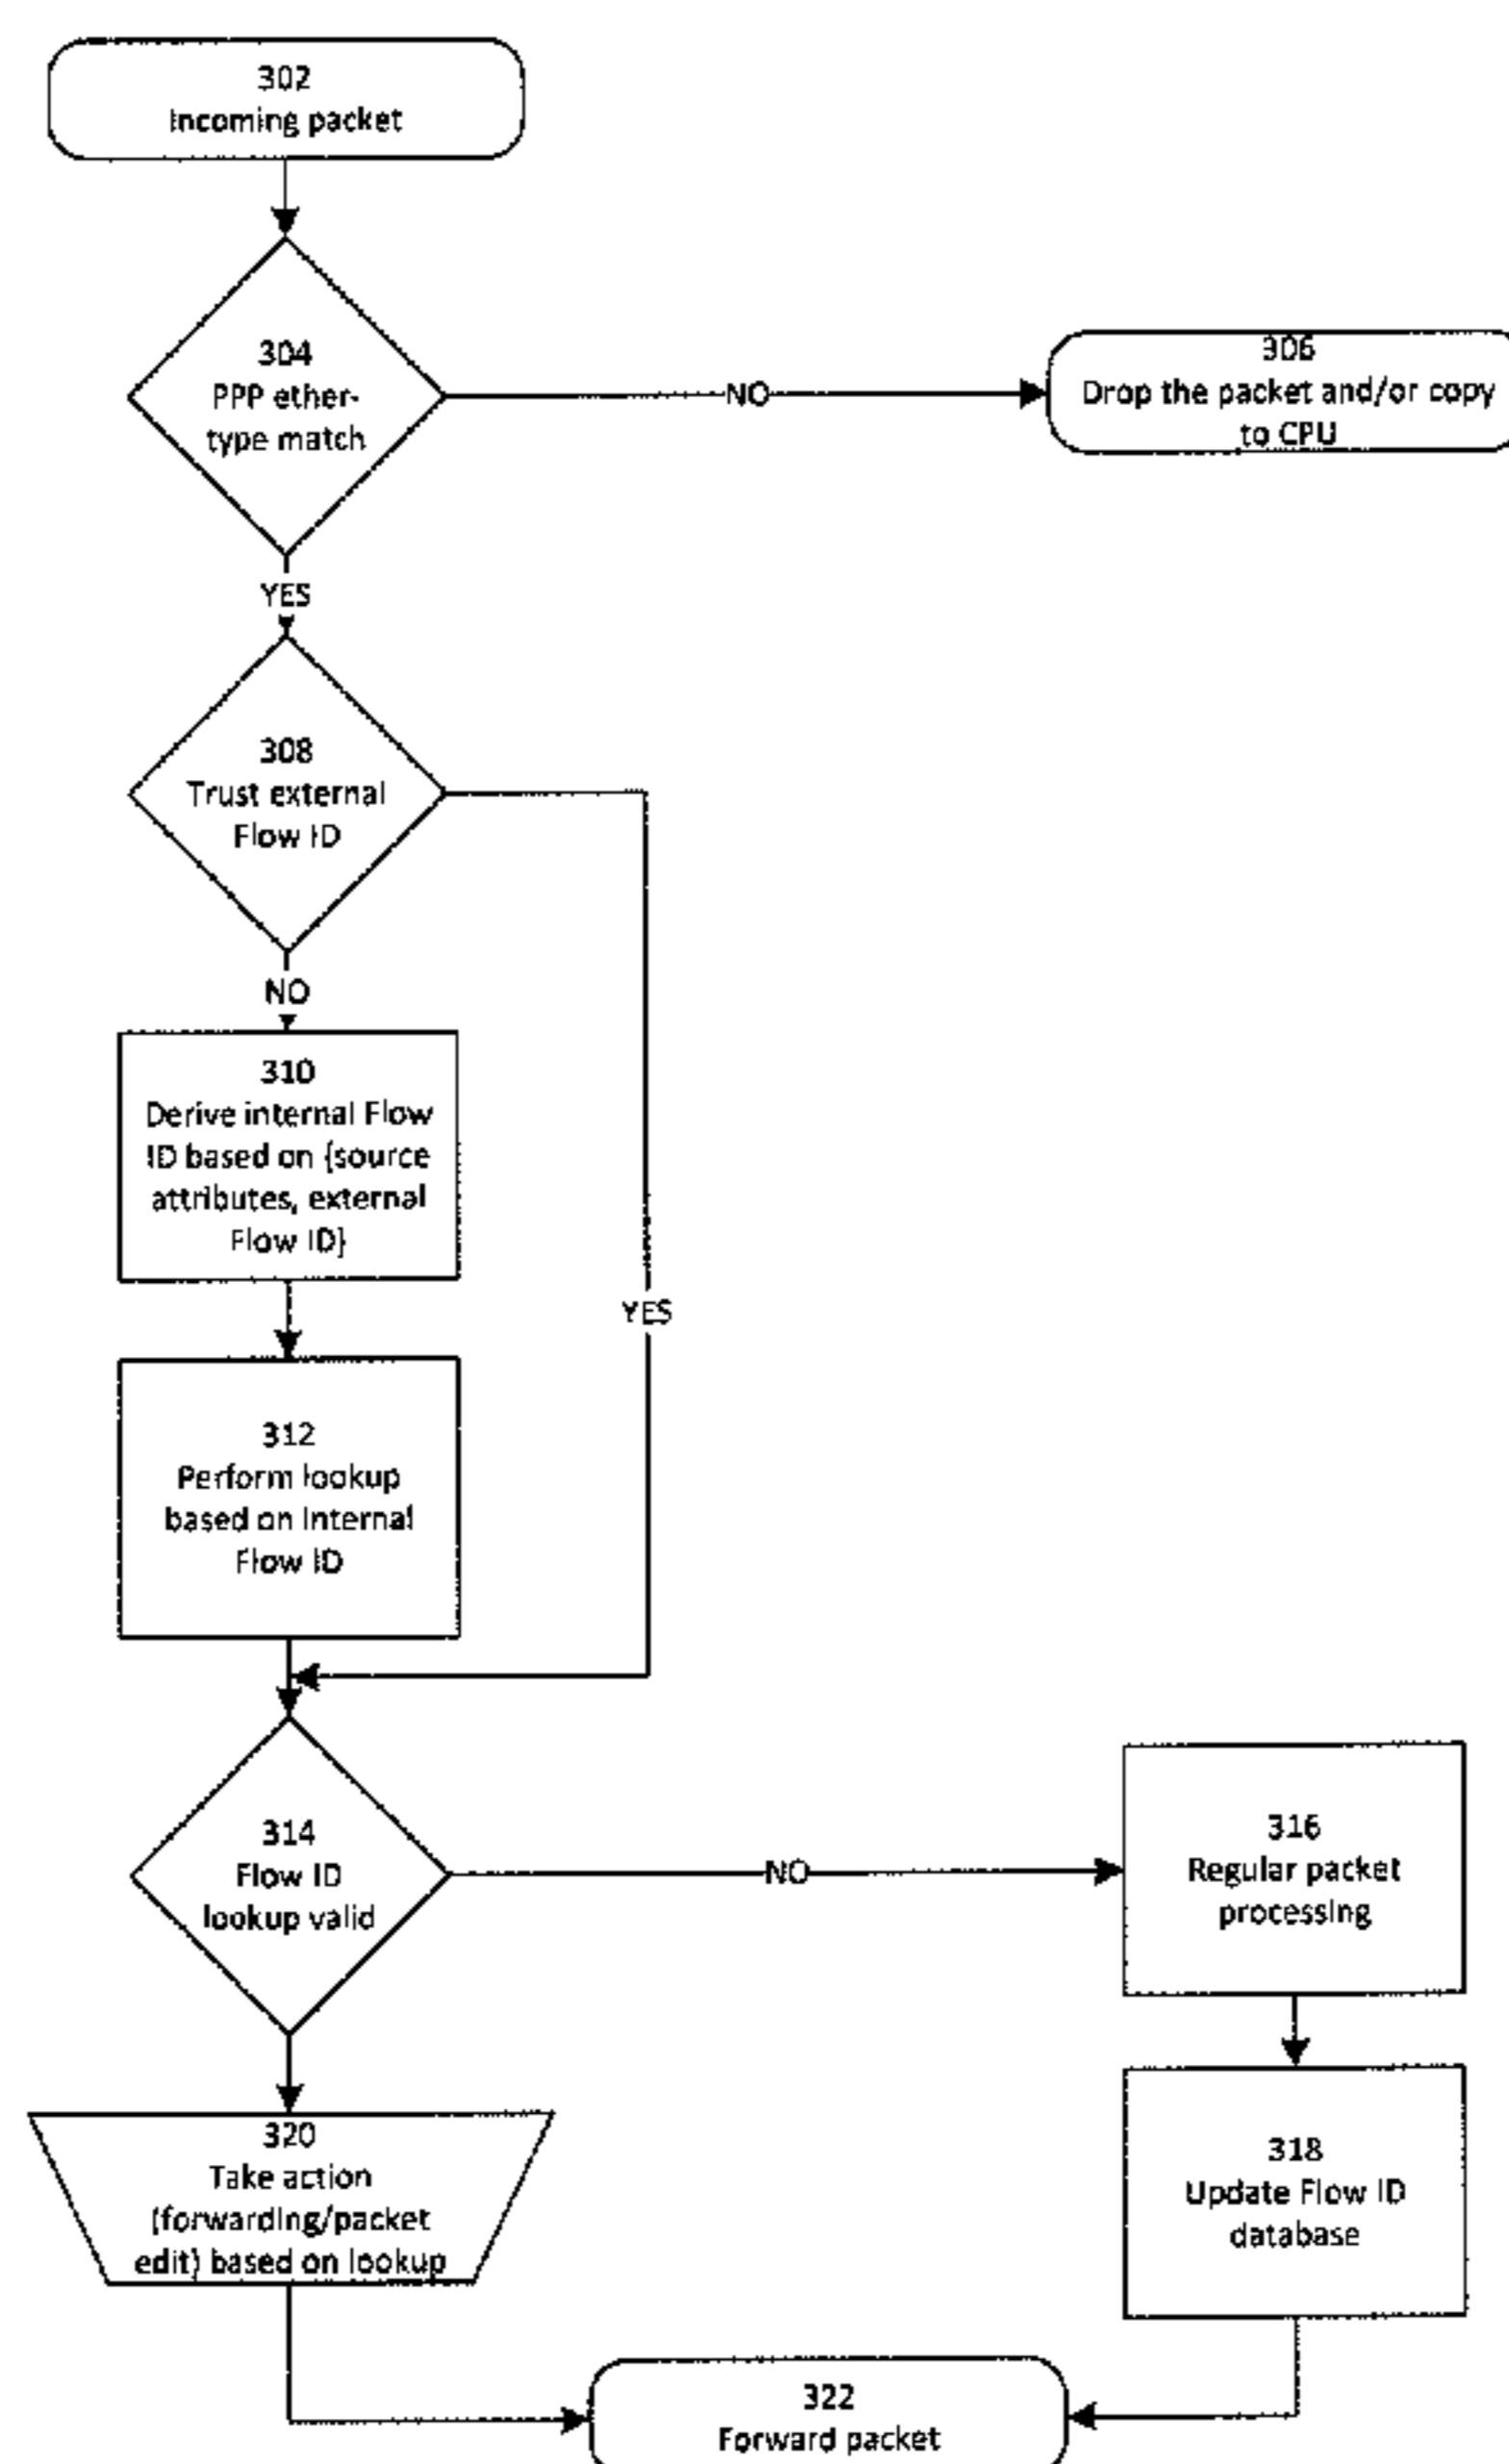 302
Incoming packet
304
PPP ether-
type match
NO
306
Drop the packet and/or copy
to CPU
YES
308
Trust external
Flow ID
NO
310
Derive internal Flow
ID based on {source
attributes, external
Flow ID}
YES
312
Perform lookup
based on Internal
Flow ID
314
Flow ID
lookup valid
NO
316
Regular packet
processing
320
Take action
(forwarding/packet
edit) based on lookup
318
Update Flow ID
database
322
Forward packet